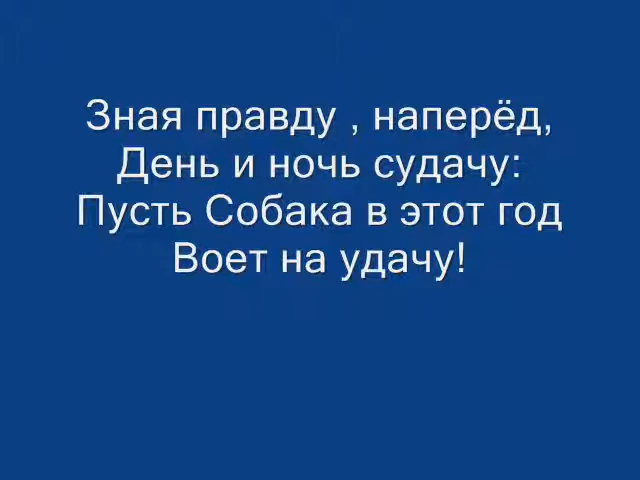 Зная правду , наперёд,
День и ночь судачу:
Пусть Собака в этот год
Воет на удачу!